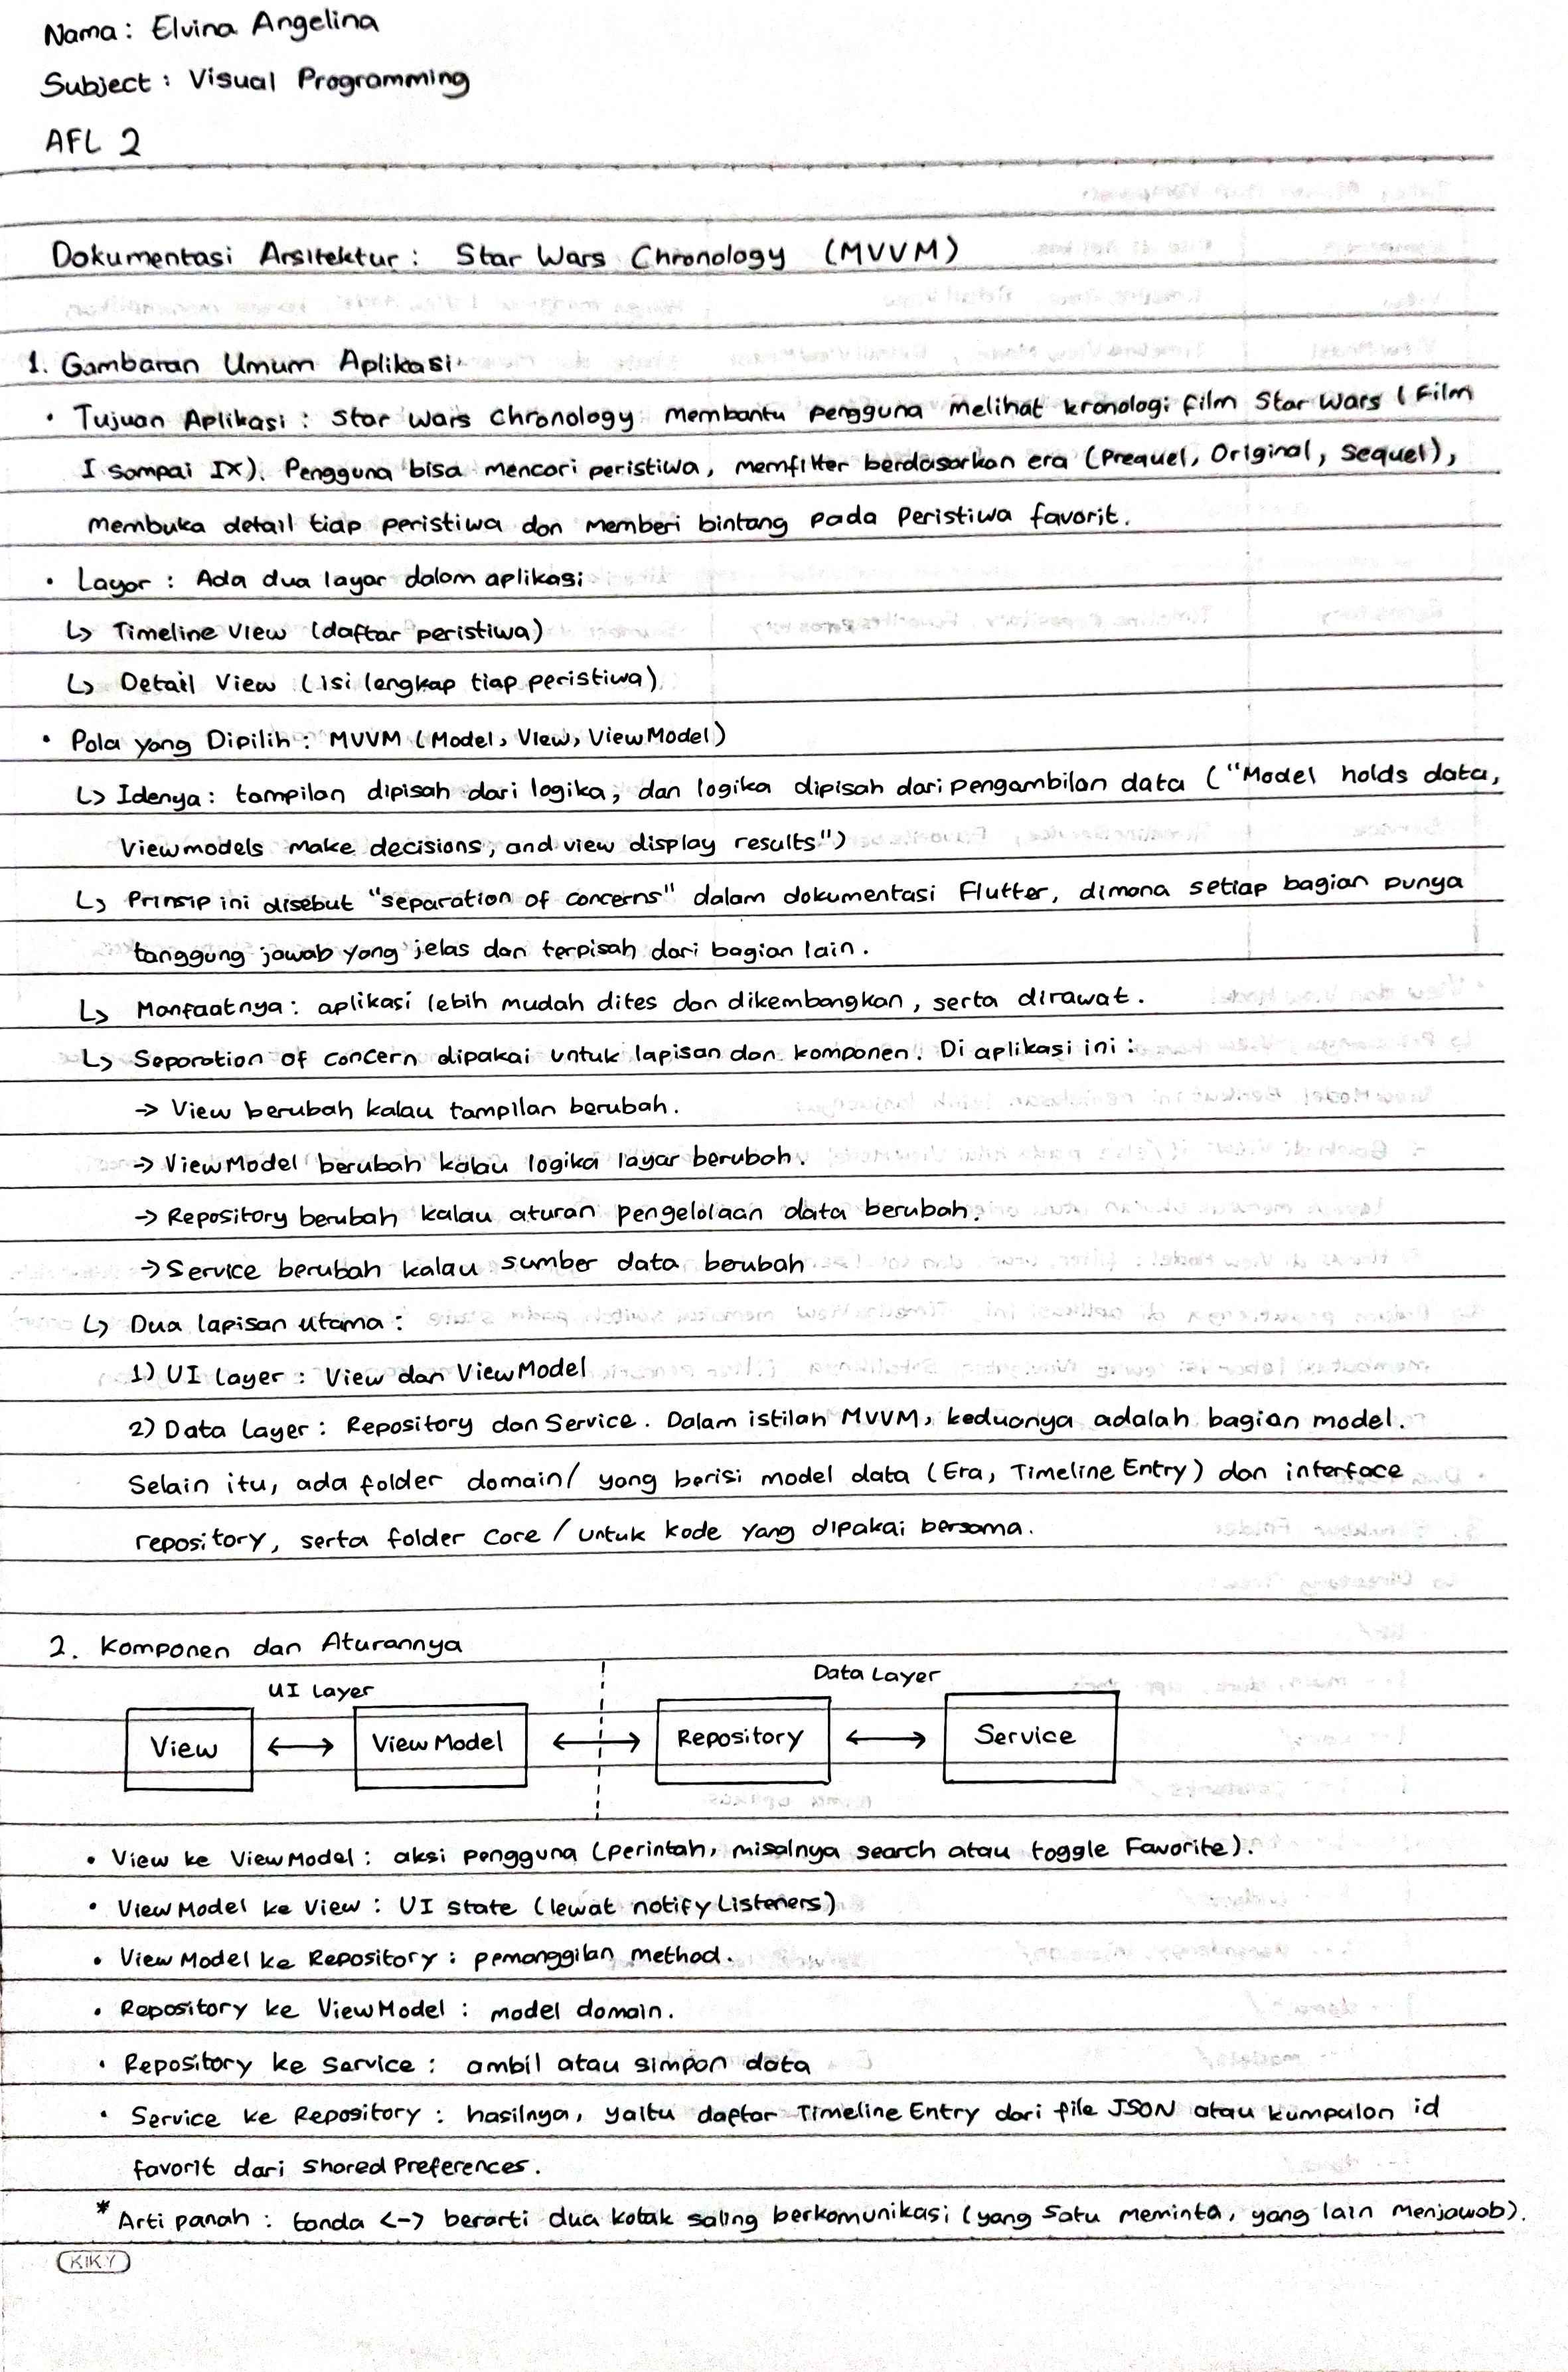 Nama : Elvina Angelina
Subject : Visual Programming
AFL 2
Dokumentasi Arsitektur : Star Wars Chronology (MVVM)
1. Gambaran Umum Aplikasi
• Tujuan Aplikasi : Star Wars Chronology membantu pengguna melihat kronologi film Star Wars (Film
I sampai IX). Pengguna bisa mencari peristiwa, memfilter berdasarkan era (Prequel, Original, Sequel),
membuka detail tiap peristiwa dan memberi bintang pada Peristiwa favorit.
• Layar : Ada dua layar dalam aplikasi
↳ Timeline View (daftar peristiwa)
↳ Detail View (isi lengkap tiap peristiwa)
• Pola yang Dipilih : MVVM (Model, View, ViewModel)
↳ Idenya : tampilan dipisah dari logika, dan logika dipisah dari pengambilan data ("Model holds data,
Viewmodels make decisions, and view display results")
↳ Prinsip ini disebut "separation of concerns" dalam dokumentasi Flutter, dimana setiap bagian punya
tanggung jawab yang jelas dan terpisah dari bagian lain.
↳ Manfaatnya : aplikasi lebih mudah dites dan dikembangkan, serta dirawat.
↳ Separation of concern dipakai untuk lapisan dan komponen. Di aplikasi ini :
→ View berubah kalau tampilan berubah.
→ ViewModel berubah kalau logika layar berubah.
→ Repository berubah kalau aturan pengelolaan data berubah.
→ Service berubah kalau sumber data berubah
↳ Dua lapisan utama :
1) UI Layer : View dan ViewModel
2) Data Layer : Repository dan Service. Dalam istilah MVVM, keduanya adalah bagian model.
Selain itu, ada folder domain/ yang berisi model data (Era, Timeline Entry) dan interface
repository, serta folder Core / untuk kode yang dipakai bersama.
2. Komponen dan Aturannya
UI Layer
Data Layer
View ↔ View Model ↔ Repository ↔ Service
• View ke ViewModel : aksi pengguna (perintah, misalnya search atau toggle Favorite).
• ViewModel ke View : UI state (lewat notifyListeners)
• View Model ke Repository : pemanggilan method.
• Repository ke ViewModel : model domain.
• Repository ke Service : ambil atau simpan data
• Service ke Repository : hasilnya, yaitu daftar Timeline Entry dari file JSON atau kumpulan id
favorit dari Shared Preferences.
* Arti panah : tanda <-> berarti dua kotak saling berkomunikasi (yang Satu meminta, yang lain menjawab).
KIKY